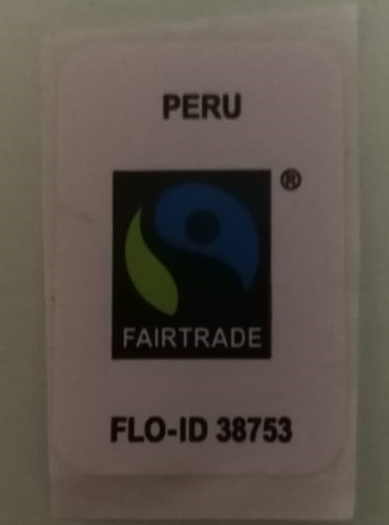 PERU
®
FAIRTRADE
FLO-ID 38753